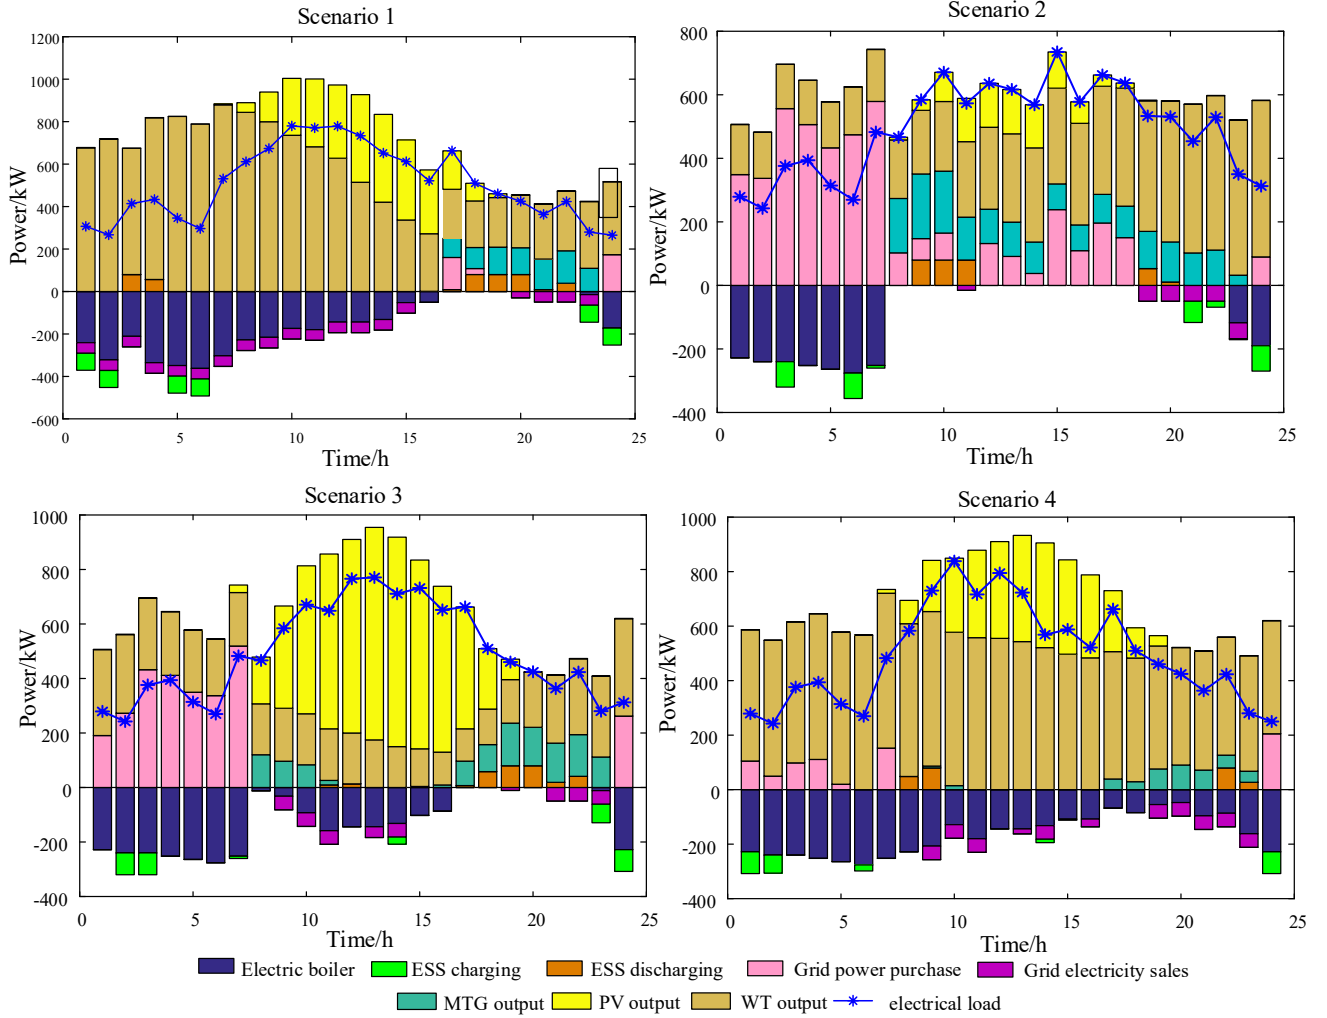 Scenario 1
Scenario 2
1200
1000
800
600
400
200
0
-200
-400
-600
Power/kW
0 5 10 15 20 25
Time/h
800
600
400
200
0
-200
-400
Power/kW
0 5 10 15 20 25
Time/h
Scenario 3
Scenario 4
1000
800
600
400
200
0
-200
-400
Power/kW
0 5 10 15 20 25
Time/h
1000
800
600
400
200
0
-200
-400
Power/kW
0 5 10 15 20 25
Time/h
Electric boiler ESS charging ESS discharging Grid power purchase Grid electricity sales
MTG output PV output WT output electrical load